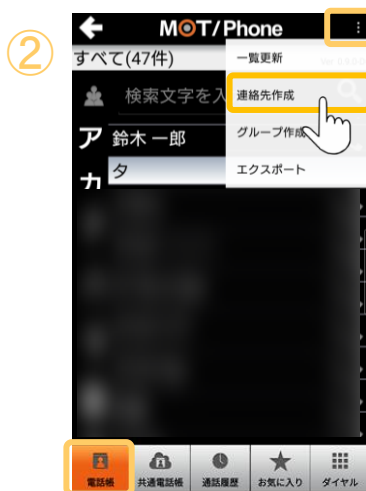 ②
MOT/Phone
すべて(47件)
一覧更新
検索文字を入
連絡先作成
ア
鈴木 一郎
グループ作成
タ
エクスポート
カ
電話帳
共通電話帳
通話履歴
お気に入り
ダイヤル